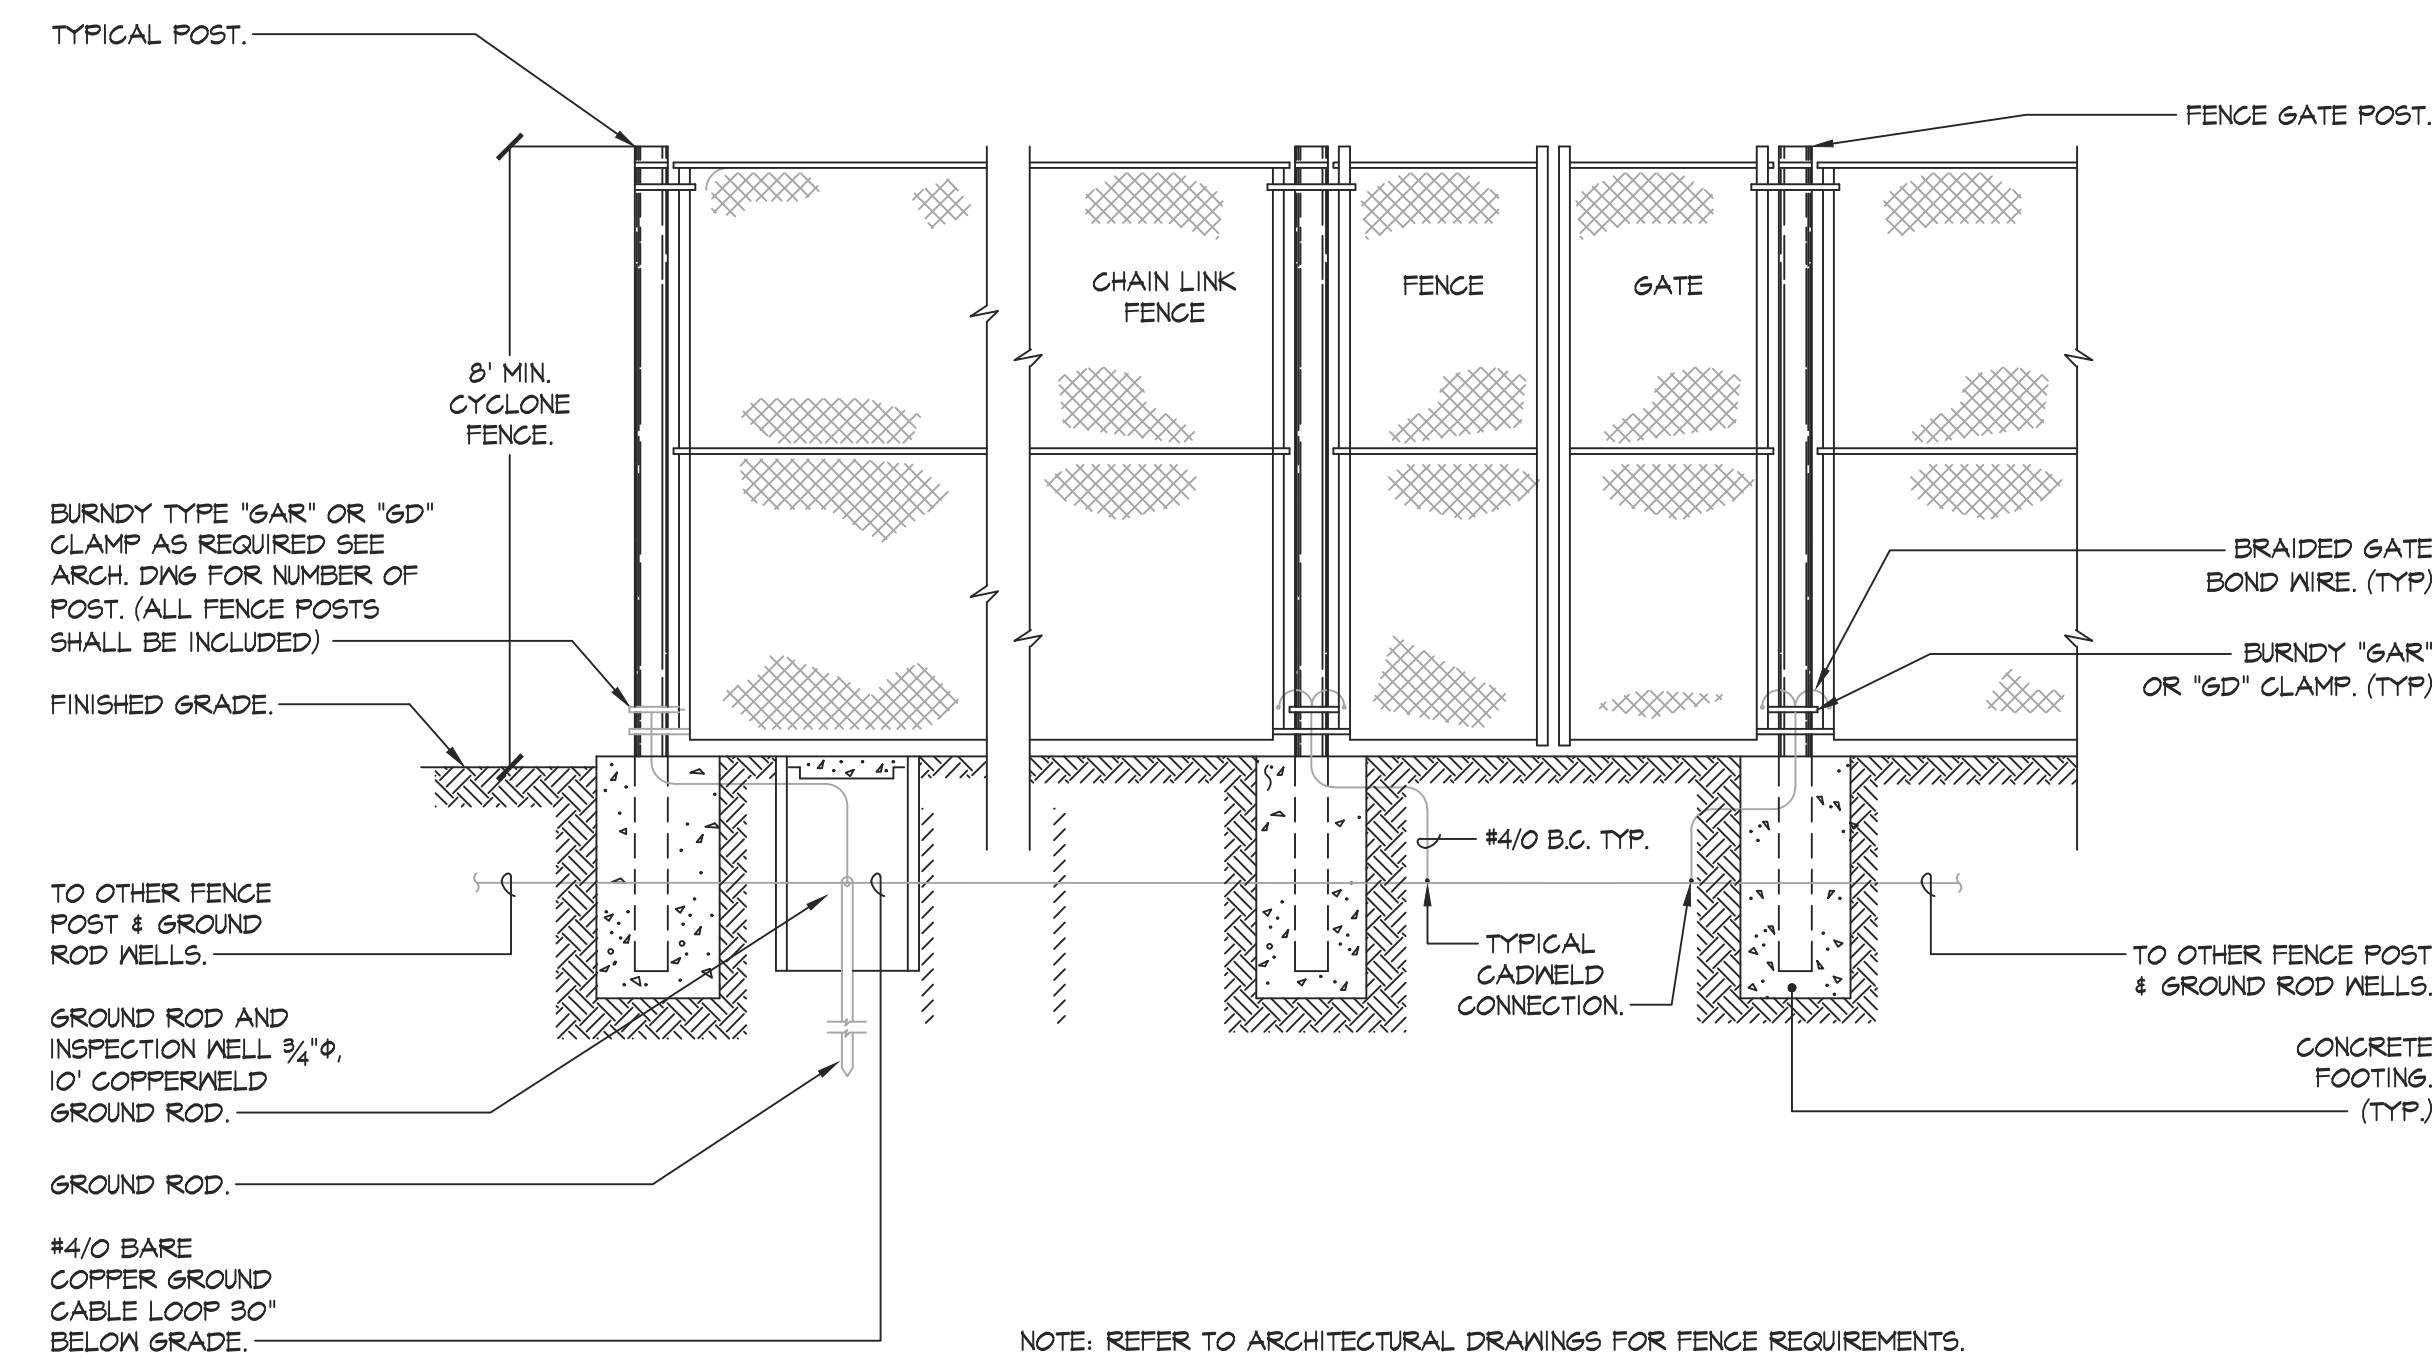 TYPICAL POST.
FENCE GATE POST.
CHAIN LINK
FENCE
FENCE
GATE
8' MIN.
CYCLONE
FENCE.
BURNDY TYPE "GAR" OR "GD"
CLAMP AS REQUIRED SEE
ARCH. DWG FOR NUMBER OF
POST. (ALL FENCE POSTS
SHALL BE INCLUDED)
BRAIDED GATE
BOND WIRE. (TYP)
BURNDY "GAR"
OR "GD" CLAMP. (TYP)
FINISHED GRADE.
#4/0 B.C. TYP.
TO OTHER FENCE
POST & GROUND
ROD WELLS.
TYPICAL
CADWELD
CONNECTION.
TO OTHER FENCE POST
& GROUND ROD WELLS.
GROUND ROD AND
INSPECTION WELL 3/4"Φ,
10' COPPERWELD
GROUND ROD.
CONCRETE
FOOTING.
(TYP.)
GROUND ROD.
#4/0 BARE
COPPER GROUND
CABLE LOOP 30"
BELOW GRADE.
NOTE: REFER TO ARCHITECTURAL DRAWINGS FOR FENCE REQUIREMENTS.